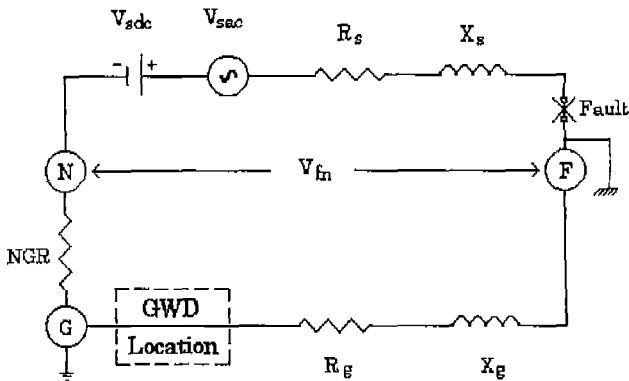 V_sdc
V_sac
R_s
X_s
- +
Fault
N
V_fn
F
NGR
G
GWD
Location
R_g
X_g